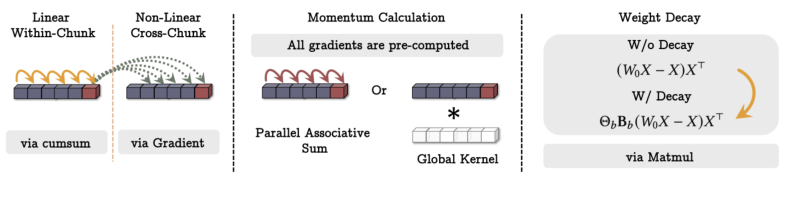 Linear
Within-Chunk
Non-Linear
Cross-Chunk
via cumsum
via Gradient
Momentum Calculation
All gradients are pre-computed
Or
*
Parallel Associative
Sum
Global Kernel
Weight Decay
W/o Decay
(W₀X − X)X⊤
W/ Decay
Θ_b𝐁_b(W₀X − X)X⊤
via Matmul